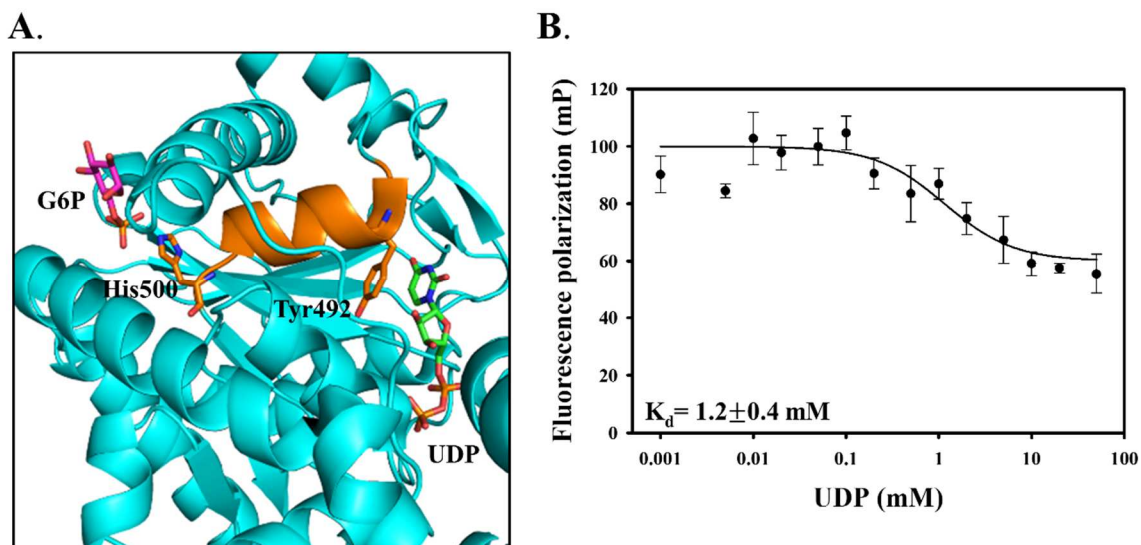 A.
G6P
His500
Tyr492
UDP
B.
Fluorescence polarization (mP)
120
100
80
60
40
20
0
K_d= 1.2±0.4 mM
0.001 0.01 0.1 1 10 100
UDP (mM)